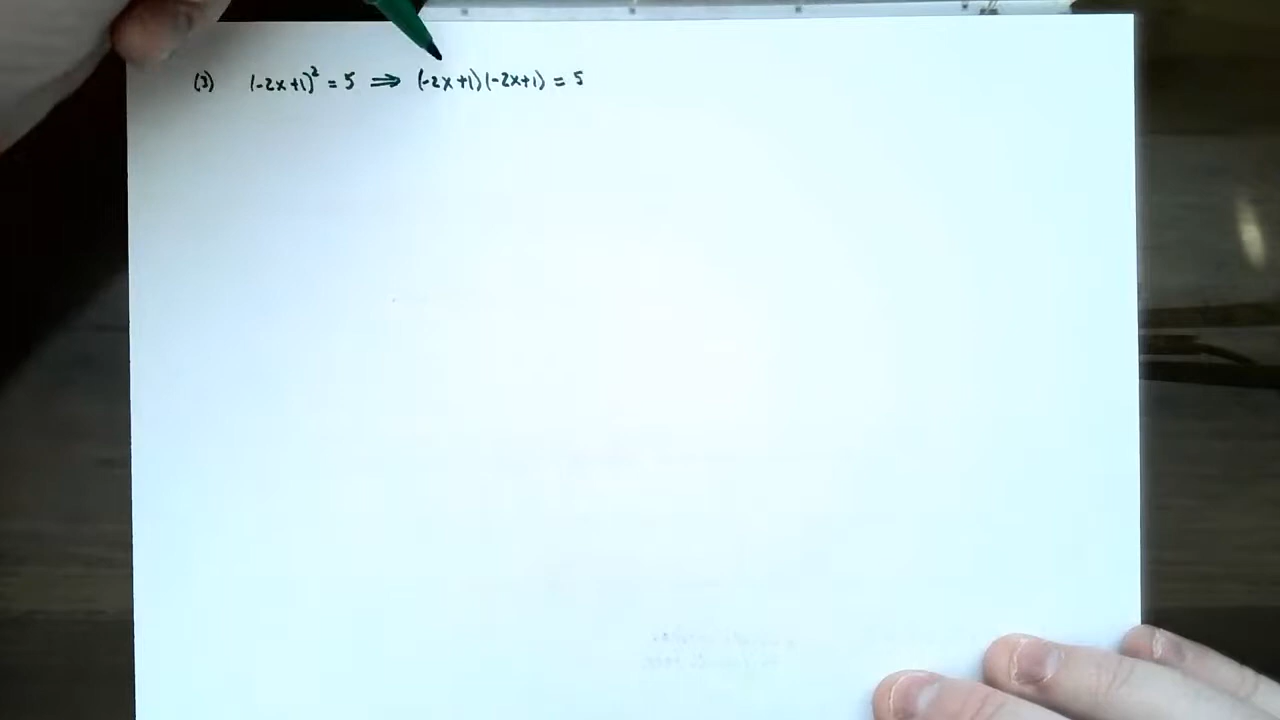 (3) (-2x+1)² = 5 ⟹ (-2x+1)(-2x+1) = 5